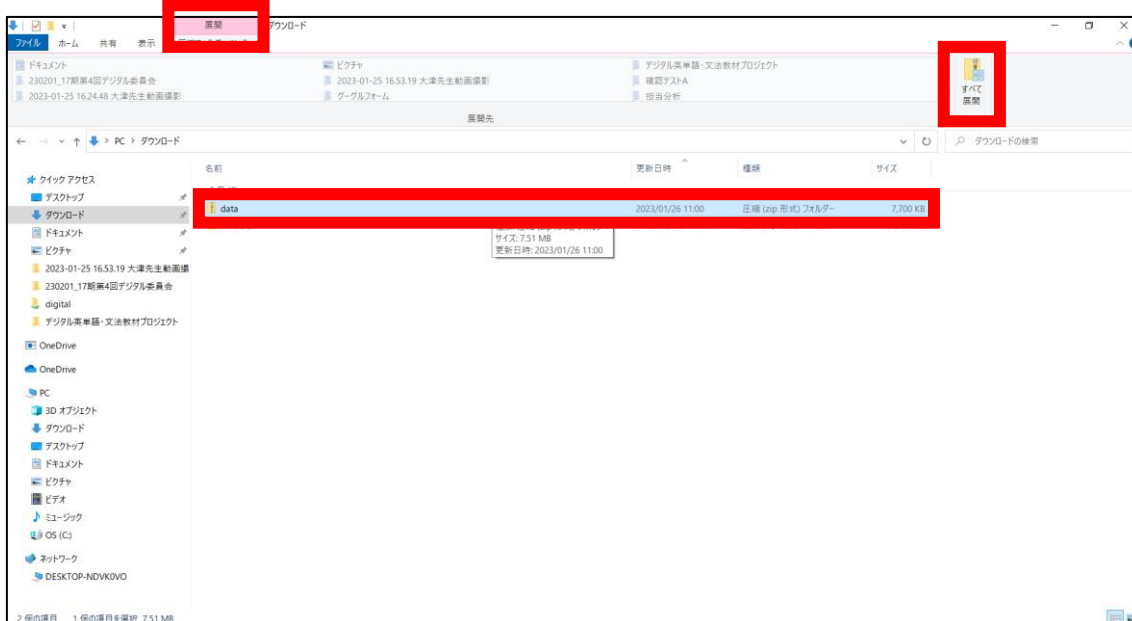 展開
ダウンロード
ファイル ホーム 共有 表示
ドキュメント
230201_17期第4回デジタル委員会
2023-01-25 16.24.48 大津先生動画撮影
ピクチャ
2023-01-25 16.53.19 大津先生動画撮影
グーグルフォーム
デジタル英単語・文法教材プロジェクト
確認テストA
担当分析
すべて
展開
展開先
PC › ダウンロード
ダウンロードの検索
名前 更新日時 種類 サイズ
data 2023/01/26 11:00 圧縮 (zip 形式) フォルダー 7,700 KB
サイズ: 7.51 MB
更新日時: 2023/01/26 11:00
クイック アクセス
デスクトップ
ダウンロード
ドキュメント
ピクチャ
2023-01-25 16.53.19 大津先生動画撮
230201_17期第4回デジタル委員会
digital
デジタル英単語・文法教材プロジェクト
OneDrive
OneDrive
PC
3D オブジェクト
ダウンロード
デスクトップ
ドキュメント
ピクチャ
ビデオ
ミュージック
OS (C:)
ネットワーク
DESKTOP-NDVK0VO
2 個の項目 1 個の項目を選択 7.51 MB